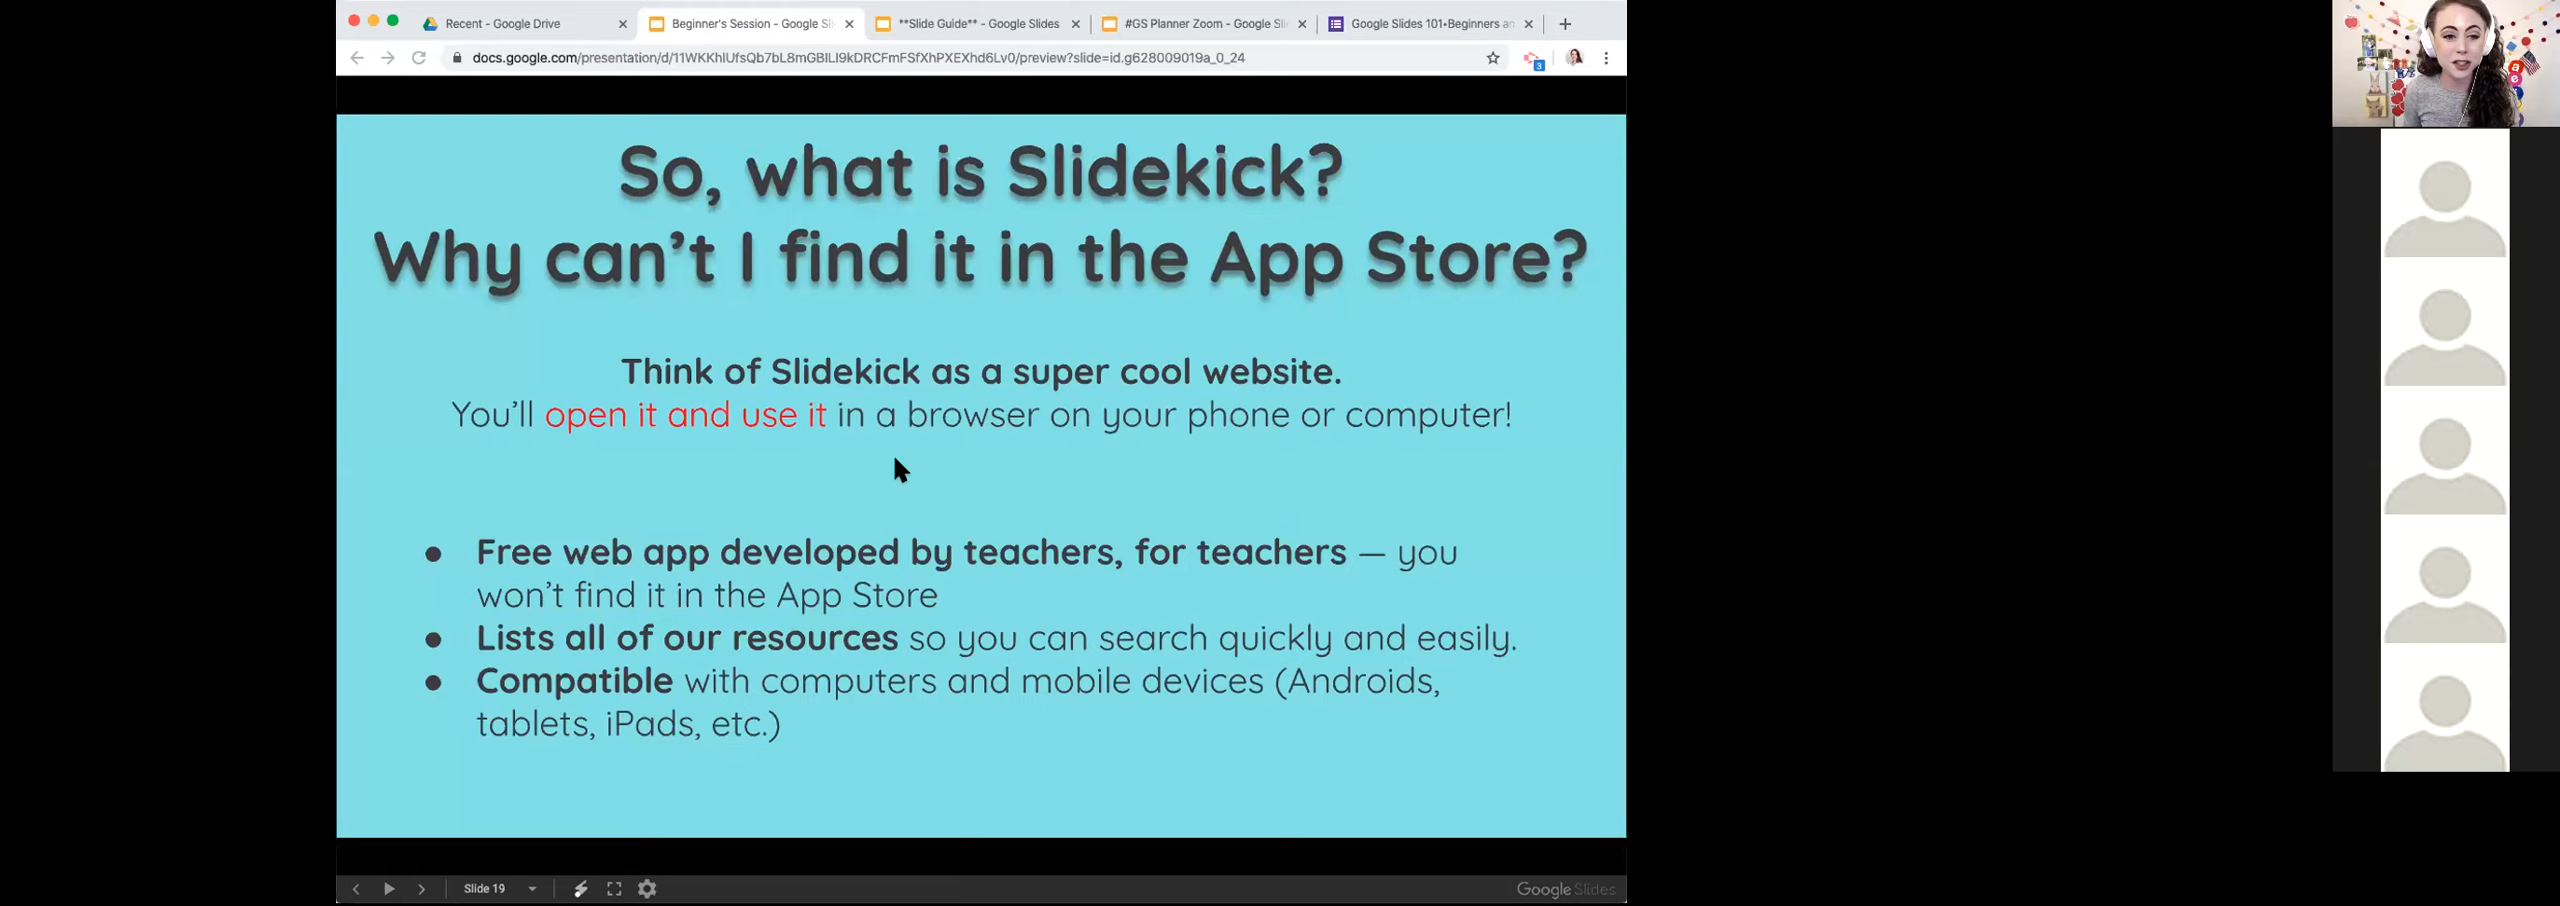 Recent - Google Drive
Beginner's Session - Google Sli
**Slide Guide** - Google Slides
#GS Planner Zoom - Google Sli
Google Slides 101•Beginners an
docs.google.com/presentation/d/11WKKhIUfsQb7bL8mGBlLI9kDRCFmFSfXhPXEXhd6Lv0/preview?slide=id.g628009019a_0_24
3
So, what is Slidekick?
Why can’t I find it in the App Store?
Think of Slidekick as a super cool website.
You’ll open it and use it in a browser on your phone or computer!
● Free web app developed by teachers, for teachers — you
won’t find it in the App Store
● Lists all of our resources so you can search quickly and easily.
● Compatible with computers and mobile devices (Androids,
tablets, iPads, etc.)
Slide 19
Google Slides